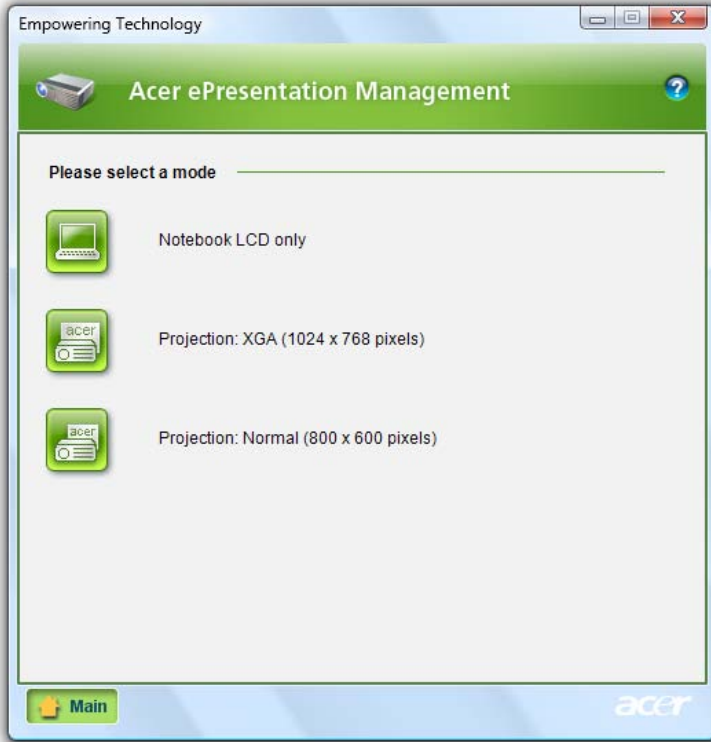 Empowering Technology
Acer ePresentation Management
?
Please select a mode
Notebook LCD only
acer
Projection: XGA (1024 x 768 pixels)
acer
Projection: Normal (800 x 600 pixels)
Main
acer